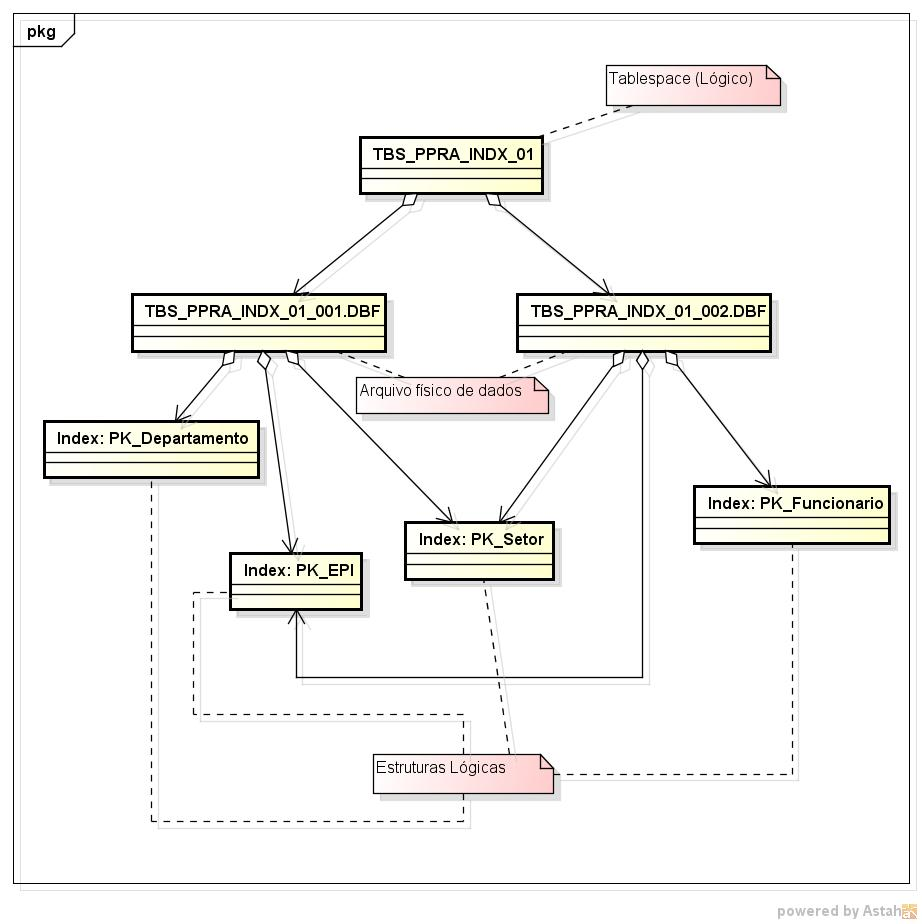 pkg
Tablespace (Lógico)
TBS_PPRA_INDX_01
TBS_PPRA_INDX_01_001.DBF
TBS_PPRA_INDX_01_002.DBF
Arquivo físico de dados
Index: PK_Departamento
Index: PK_Funcionario
Index: PK_Setor
Index: PK_EPI
Estruturas Lógicas
powered by Astah